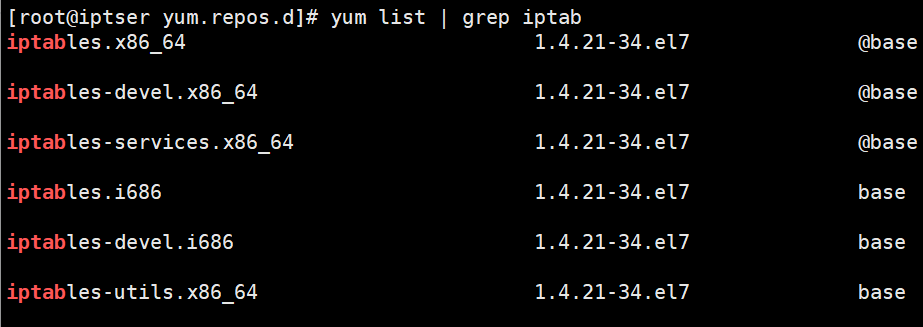 [root@iptser yum.repos.d]# yum list | grep iptab
iptables.x86_64 1.4.21-34.el7 @base
iptables-devel.x86_64 1.4.21-34.el7 @base
iptables-services.x86_64 1.4.21-34.el7 @base
iptables.i686 1.4.21-34.el7 base
iptables-devel.i686 1.4.21-34.el7 base
iptables-utils.x86_64 1.4.21-34.el7 base